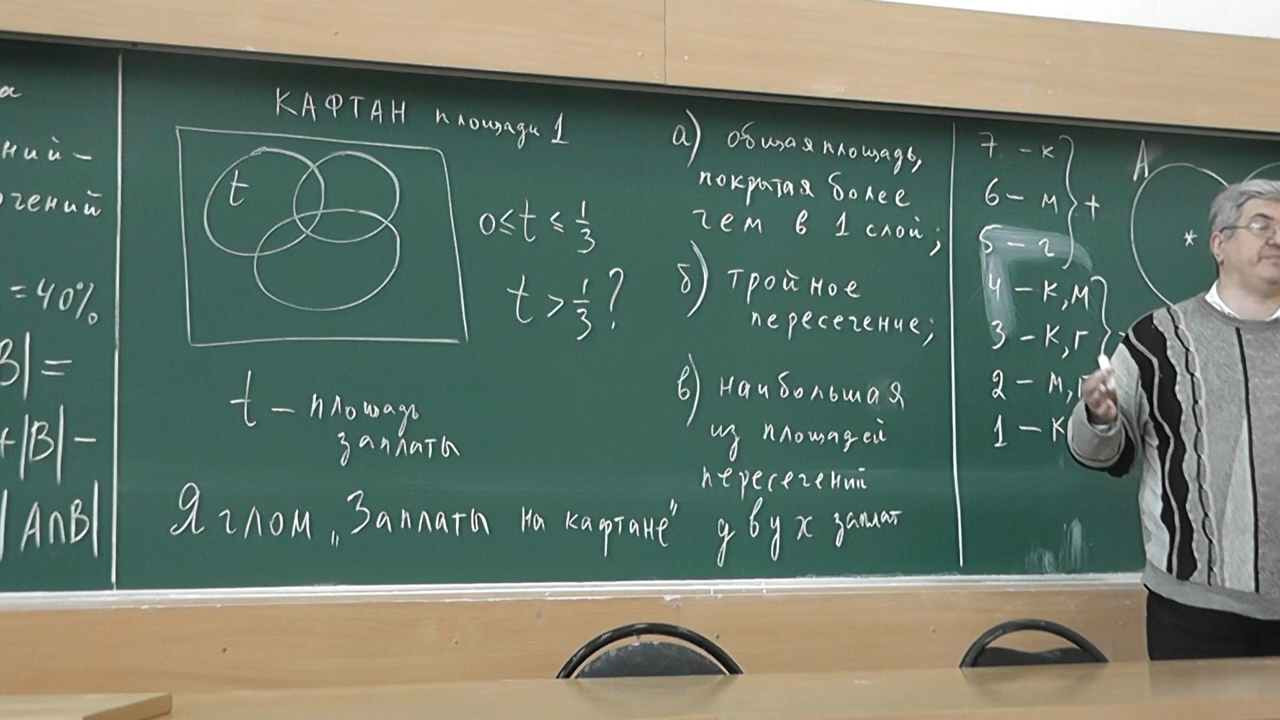 а
ний-
= 40%
B| =
+|B| -
|A∩B|
КАФТАН площади 1
t
0 ≤ t ≤ 1/3
t > 1/3 ?
t - площадь
заплаты
Яглом „Заплаты на кафтане"
а) общая площадь,
покрытая более
чем в 1 слой;
б) тройное
пересечение;
в) наибольшая
из площадей
пересечений
двух заплат
7 - к
6 - м
+
5 - г
4 - к, м
3 - к, г
2 - м, г
1 - к
A
*